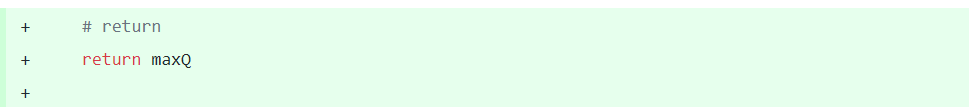 + # return
+ return maxQ
+